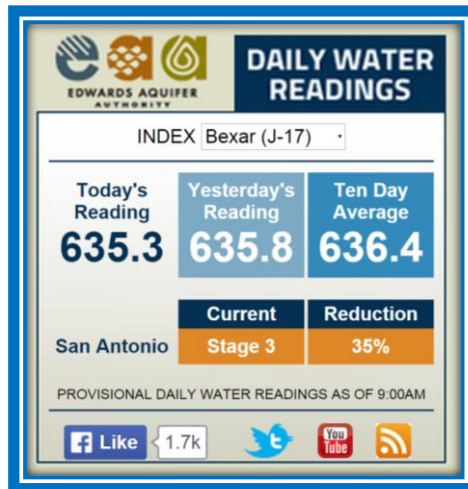 eaa
EDWARDS AQUIFER
AUTHORITY
DAILY WATER
READINGS
INDEX Bexar (J-17)
Today's
Reading
635.3
Yesterday's
Reading
635.8
Ten Day
Average
636.4
Current
Reduction
San Antonio
Stage 3
35%
PROVISIONAL DAILY WATER READINGS AS OF 9:00AM
f Like
1.7k
t
You
Tube